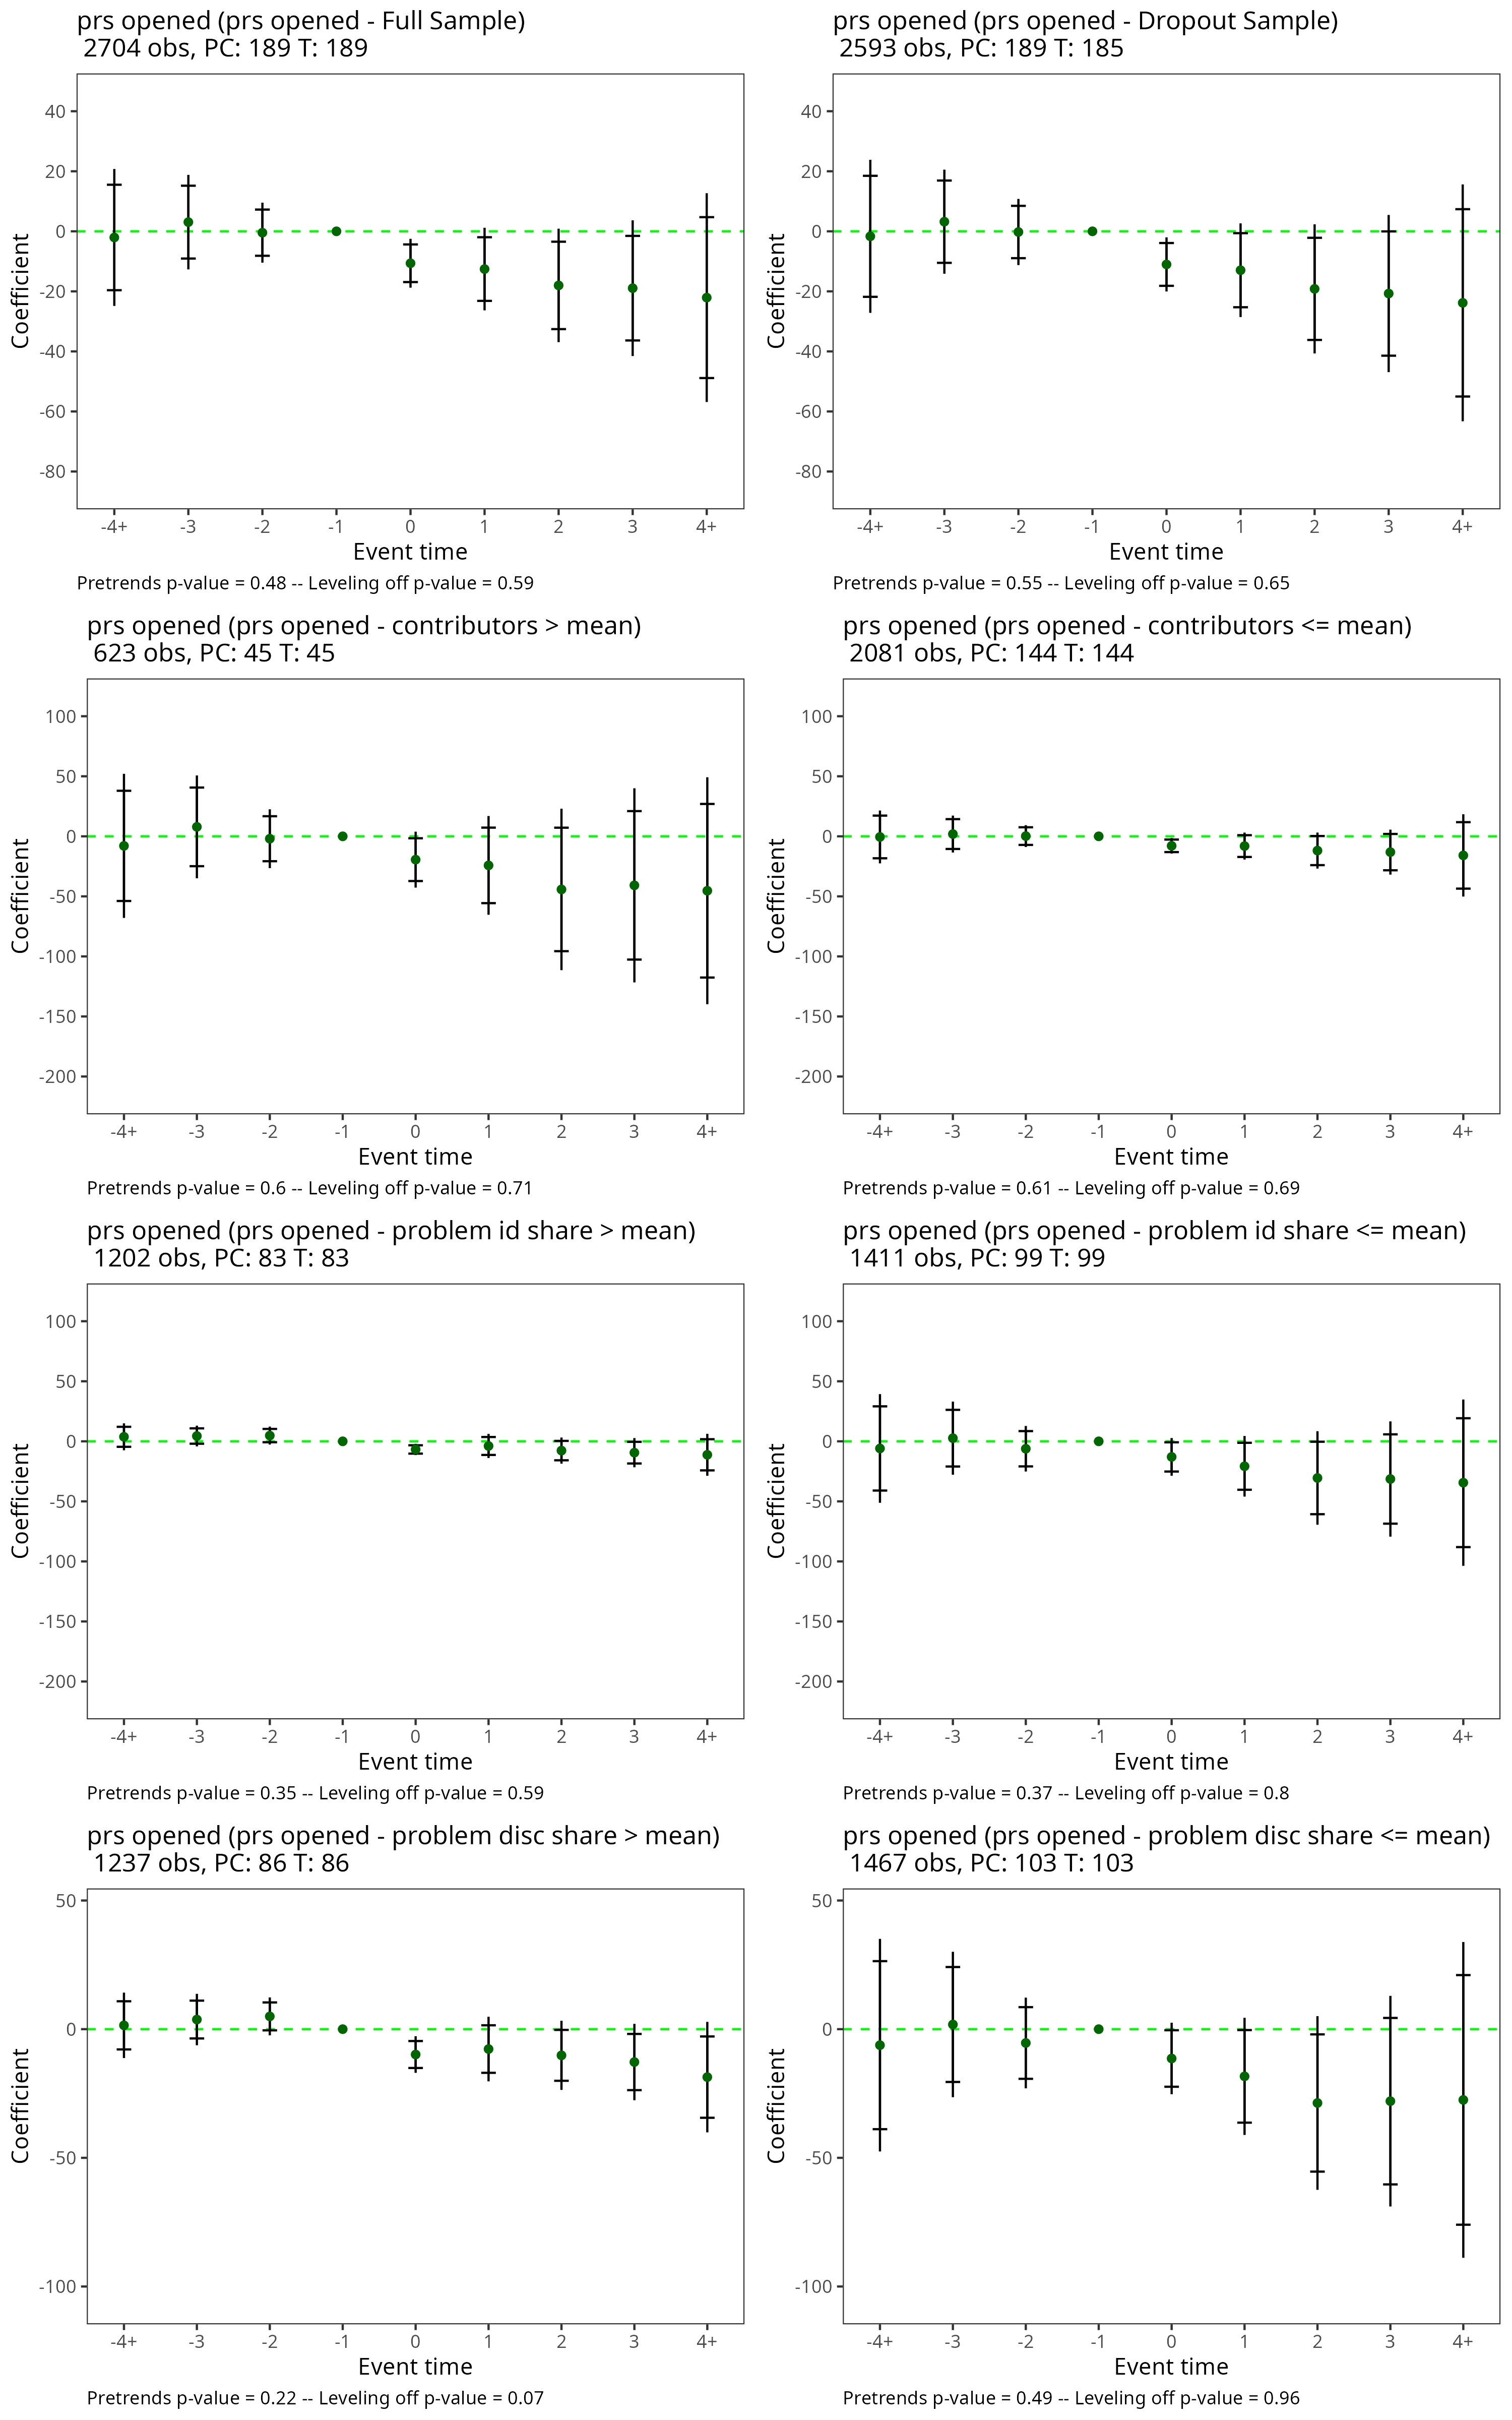 prs opened (prs opened - Full Sample)
2704 obs, PC: 189 T: 189
40
20
0
-20
-40
-60
-80
Coefficient
-4+ -3 -2 -1 0 1 2 3 4+
Event time
Pretrends p-value = 0.48 -- Leveling off p-value = 0.59
prs opened (prs opened - Dropout Sample)
2593 obs, PC: 189 T: 185
40
20
0
-20
-40
-60
-80
Coefficient
-4+ -3 -2 -1 0 1 2 3 4+
Event time
Pretrends p-value = 0.55 -- Leveling off p-value = 0.65
prs opened (prs opened - contributors > mean)
623 obs, PC: 45 T: 45
100
50
0
-50
-100
-150
-200
Coefficient
-4+ -3 -2 -1 0 1 2 3 4+
Event time
Pretrends p-value = 0.6 -- Leveling off p-value = 0.71
prs opened (prs opened - contributors <= mean)
2081 obs, PC: 144 T: 144
100
50
0
-50
-100
-150
-200
Coefficient
-4+ -3 -2 -1 0 1 2 3 4+
Event time
Pretrends p-value = 0.61 -- Leveling off p-value = 0.69
prs opened (prs opened - problem id share > mean)
1202 obs, PC: 83 T: 83
100
50
0
-50
-100
-150
-200
Coefficient
-4+ -3 -2 -1 0 1 2 3 4+
Event time
Pretrends p-value = 0.35 -- Leveling off p-value = 0.59
prs opened (prs opened - problem id share <= mean)
1411 obs, PC: 99 T: 99
100
50
0
-50
-100
-150
-200
Coefficient
-4+ -3 -2 -1 0 1 2 3 4+
Event time
Pretrends p-value = 0.37 -- Leveling off p-value = 0.8
prs opened (prs opened - problem disc share > mean)
1237 obs, PC: 86 T: 86
50
0
-50
-100
Coefficient
-4+ -3 -2 -1 0 1 2 3 4+
Event time
Pretrends p-value = 0.22 -- Leveling off p-value = 0.07
prs opened (prs opened - problem disc share <= mean)
1467 obs, PC: 103 T: 103
50
0
-50
-100
Coefficient
-4+ -3 -2 -1 0 1 2 3 4+
Event time
Pretrends p-value = 0.49 -- Leveling off p-value = 0.96